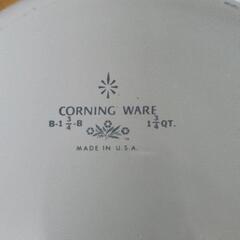 CORNING WARE
B-1 3/4-B 1 3/4 QT.
MADE IN U.S.A.